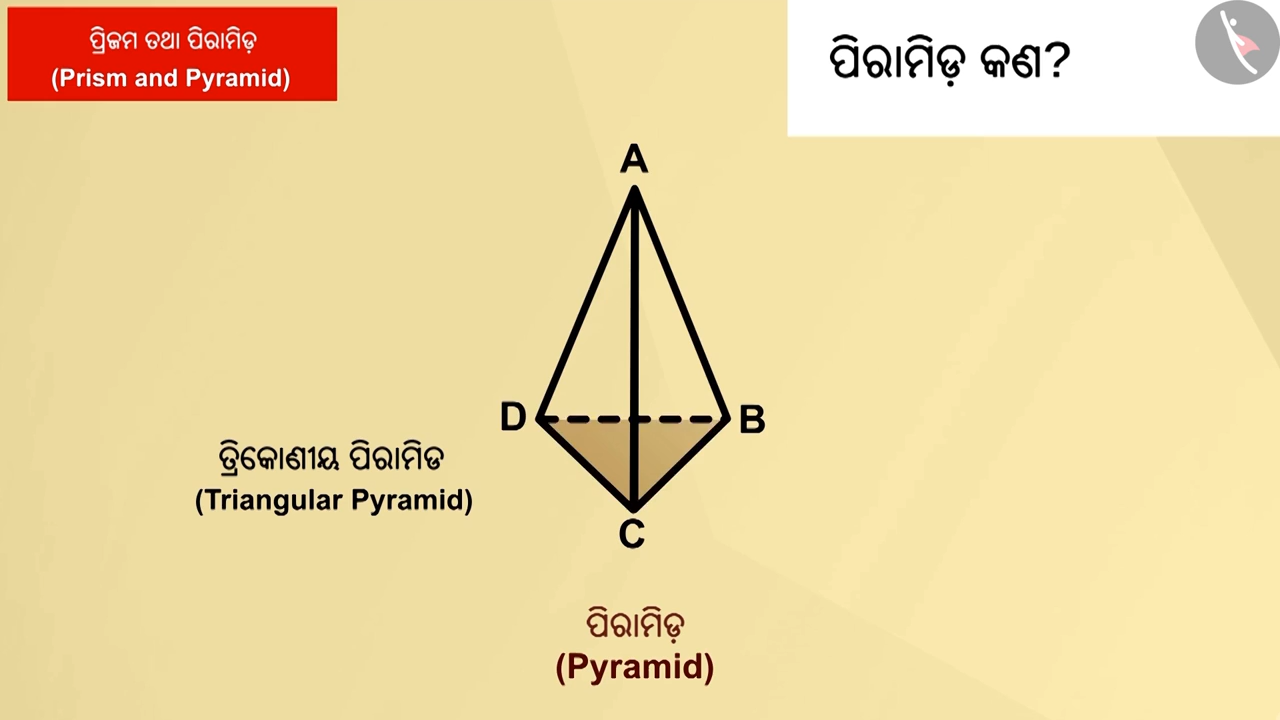 ପ୍ରିଜମ ତଥା ପିରାମିଡ଼
(Prism and Pyramid)
ପିରାମିଡ଼ କଣ?
A
D
B
ତ୍ରିକୋଣୀୟ ପିରାମିଡ
(Triangular Pyramid)
C
ପିରାମିଡ଼
(Pyramid)